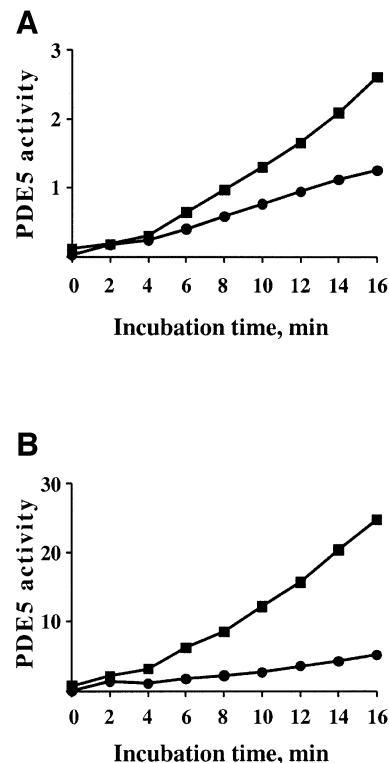 A
3
2
1
PDE5 activity
0 2 4 6 8 10 12 14 16
Incubation time, min
B
30
20
10
PDE5 activity
0 2 4 6 8 10 12 14 16
Incubation time, min